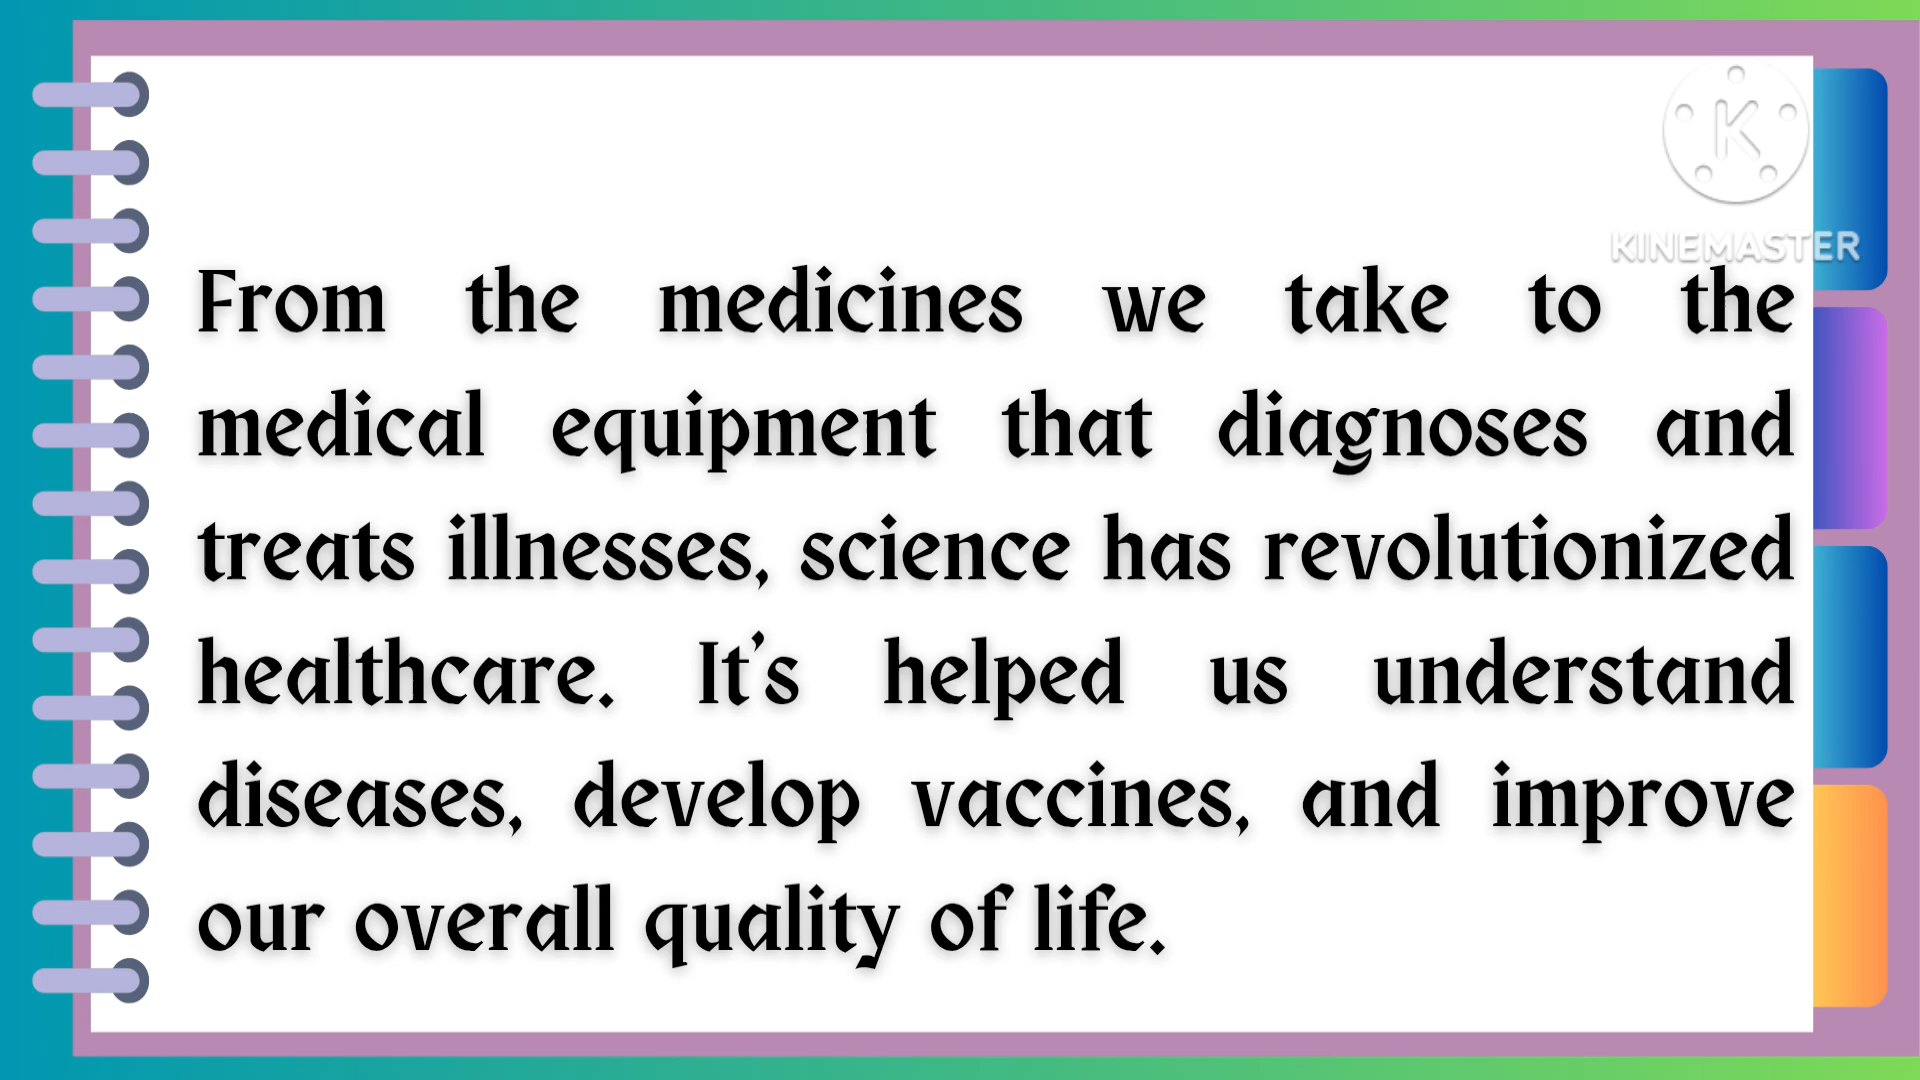 K
KINEMASTER
From the medicines we take to the
medical equipment that diagnoses and
treats illnesses, science has revolutionized
healthcare. It's helped us understand
diseases, develop vaccines, and improve
our overall quality of life.